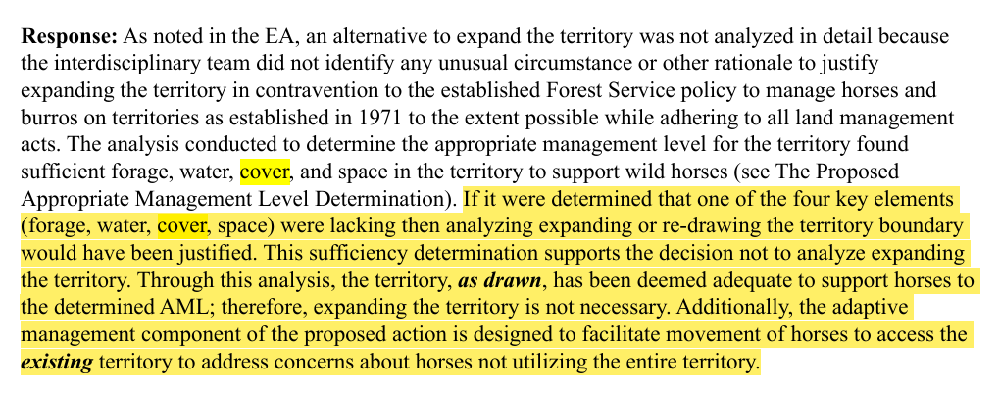 Response: As noted in the EA, an alternative to expand the territory was not analyzed in detail because
the interdisciplinary team did not identify any unusual circumstance or other rationale to justify
expanding the territory in contravention to the established Forest Service policy to manage horses and
burros on territories as established in 1971 to the extent possible while adhering to all land management
acts. The analysis conducted to determine the appropriate management level for the territory found
sufficient forage, water, cover, and space in the territory to support wild horses (see The Proposed
Appropriate Management Level Determination). If it were determined that one of the four key elements
(forage, water, cover, space) were lacking then analyzing expanding or re-drawing the territory boundary
would have been justified. This sufficiency determination supports the decision not to analyze expanding
the territory. Through this analysis, the territory, as drawn, has been deemed adequate to support horses to
the determined AML; therefore, expanding the territory is not necessary. Additionally, the adaptive
management component of the proposed action is designed to facilitate movement of horses to access the
existing territory to address concerns about horses not utilizing the entire territory.